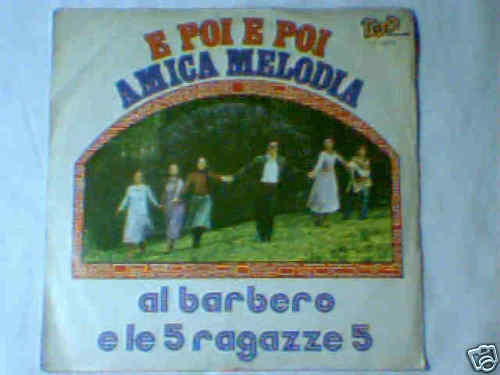 E POI E POI
AMICA MELODIA
al barbero
e le 5 ragazze 5